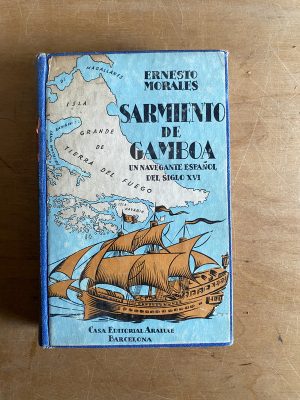 ERNESTO
MORALES
SARMIENTO
DE
GAMBOA
UN NAVEGANTE ESPAÑOL
DEL SIGLO XVI
MAGALLANES
ISLA
GRANDE
DE
TIERRA DEL FUEGO
CASA EDITORIAL ARALUCE
BARCELONA